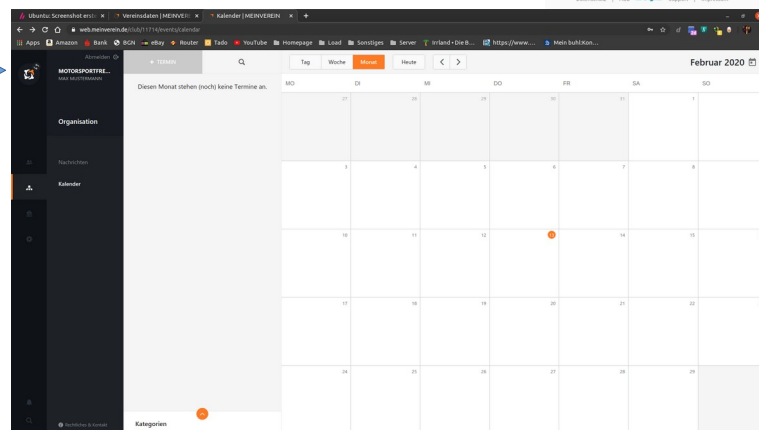 Ubuntu: Screenshot erste
Vereinsdaten | MEINVERE
Kalender | MEINVEREIN
web.meinverein.de/club/11714/events/calendar
Apps Amazon Bank BGN eBay Router Tado YouTube Homepage Load Sonstiges Server Irrland • Die B... https://www.... Mein buhl:Kon...
Abmelden
MOTORSPORTFRE...
MAX MUSTERMANN
Organisation
Nachrichten
Kalender
Rechtliches & Kontakt
+ TERMIN
Diesen Monat stehen (noch) keine Termine an.
Kategorien
Tag Woche Monat Heute < > Februar 2020
MO DI MI DO FR SA SO
27 28 29 30 31 1
3 4 5 6 7 8
10 11 12 13 14 15
17 18 19 20 21 22
24 25 26 27 28 29